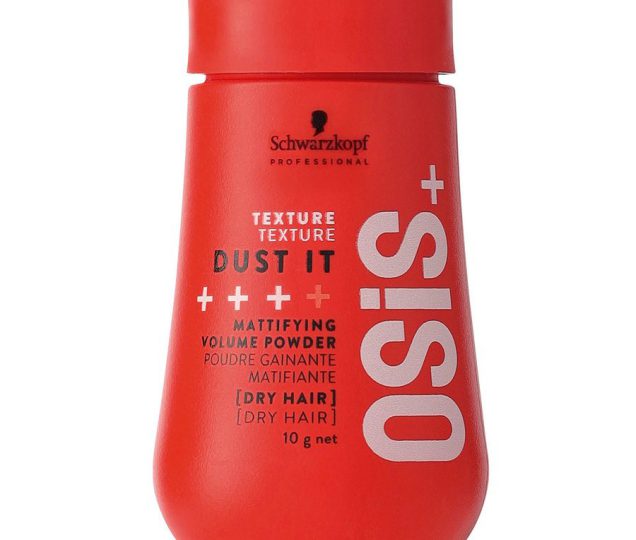 Schwarzkopf
PROFESSIONAL
TEXTURE
TEXTURE
DUST IT
++++
MATTIFYING
VOLUME POWDER
POUDRE GAINANTE
MATIFIANTE
[DRY HAIR]
[DRY HAIR]
10 g net
OSiS+